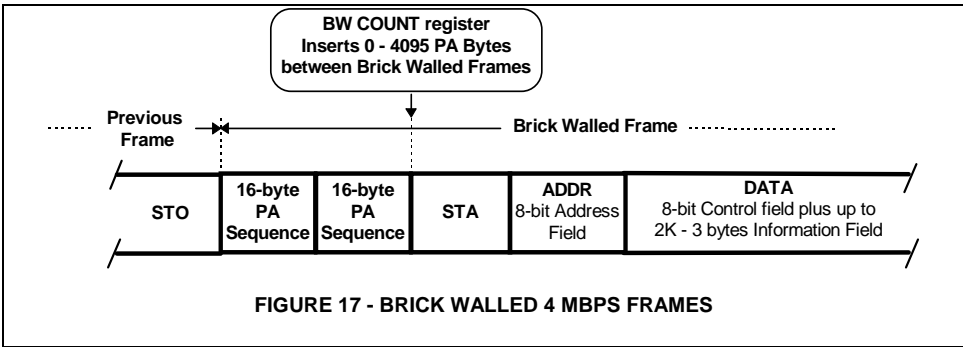 BW COUNT register
Inserts 0 - 4095 PA Bytes
between Brick Walled Frames
Previous
Frame
Brick Walled Frame
STO
16-byte
PA
Sequence
16-byte
PA
Sequence
STA
ADDR
8-bit Address
Field
DATA
8-bit Control field plus up to
2K - 3 bytes Information Field
FIGURE 17 - BRICK WALLED 4 MBPS FRAMES